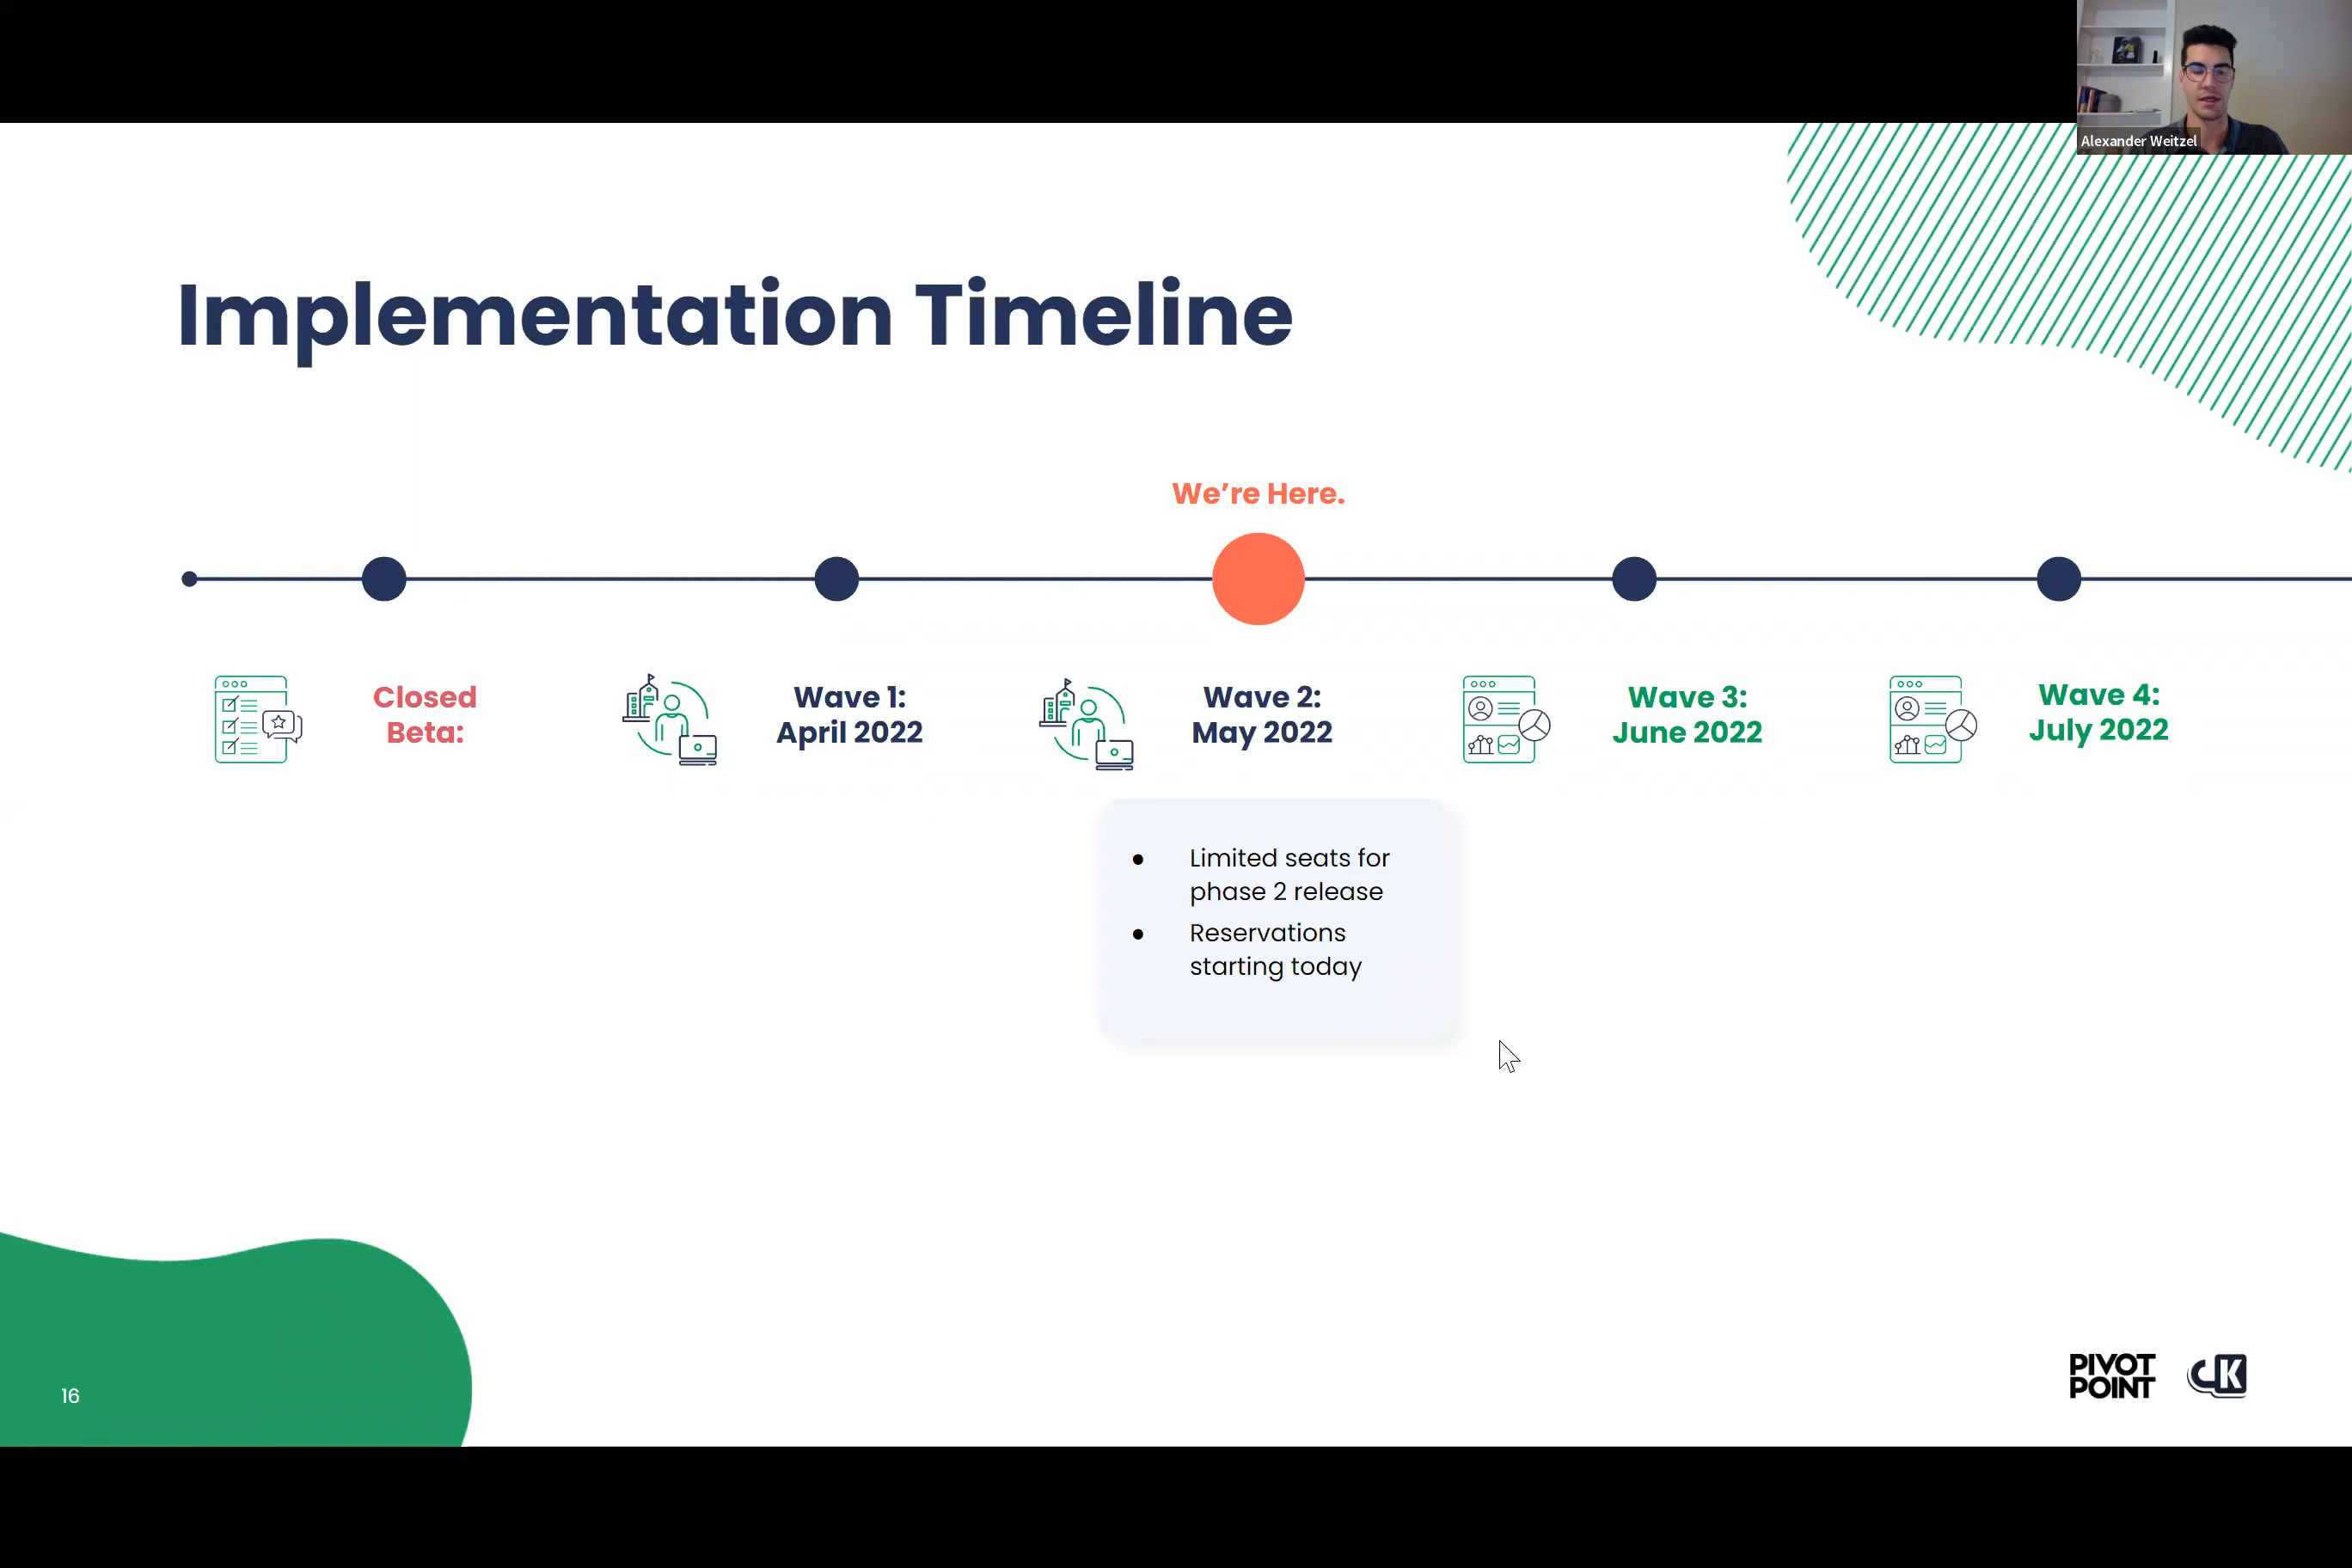 Alexander Weitzel
Implementation Timeline
We're Here.
Closed
Beta:
Wave 1:
April 2022
Wave 2:
May 2022
Wave 3:
June 2022
Wave 4:
July 2022
● Limited seats for
phase 2 release
● Reservations
starting today
16
PIVOT
POINT
CK